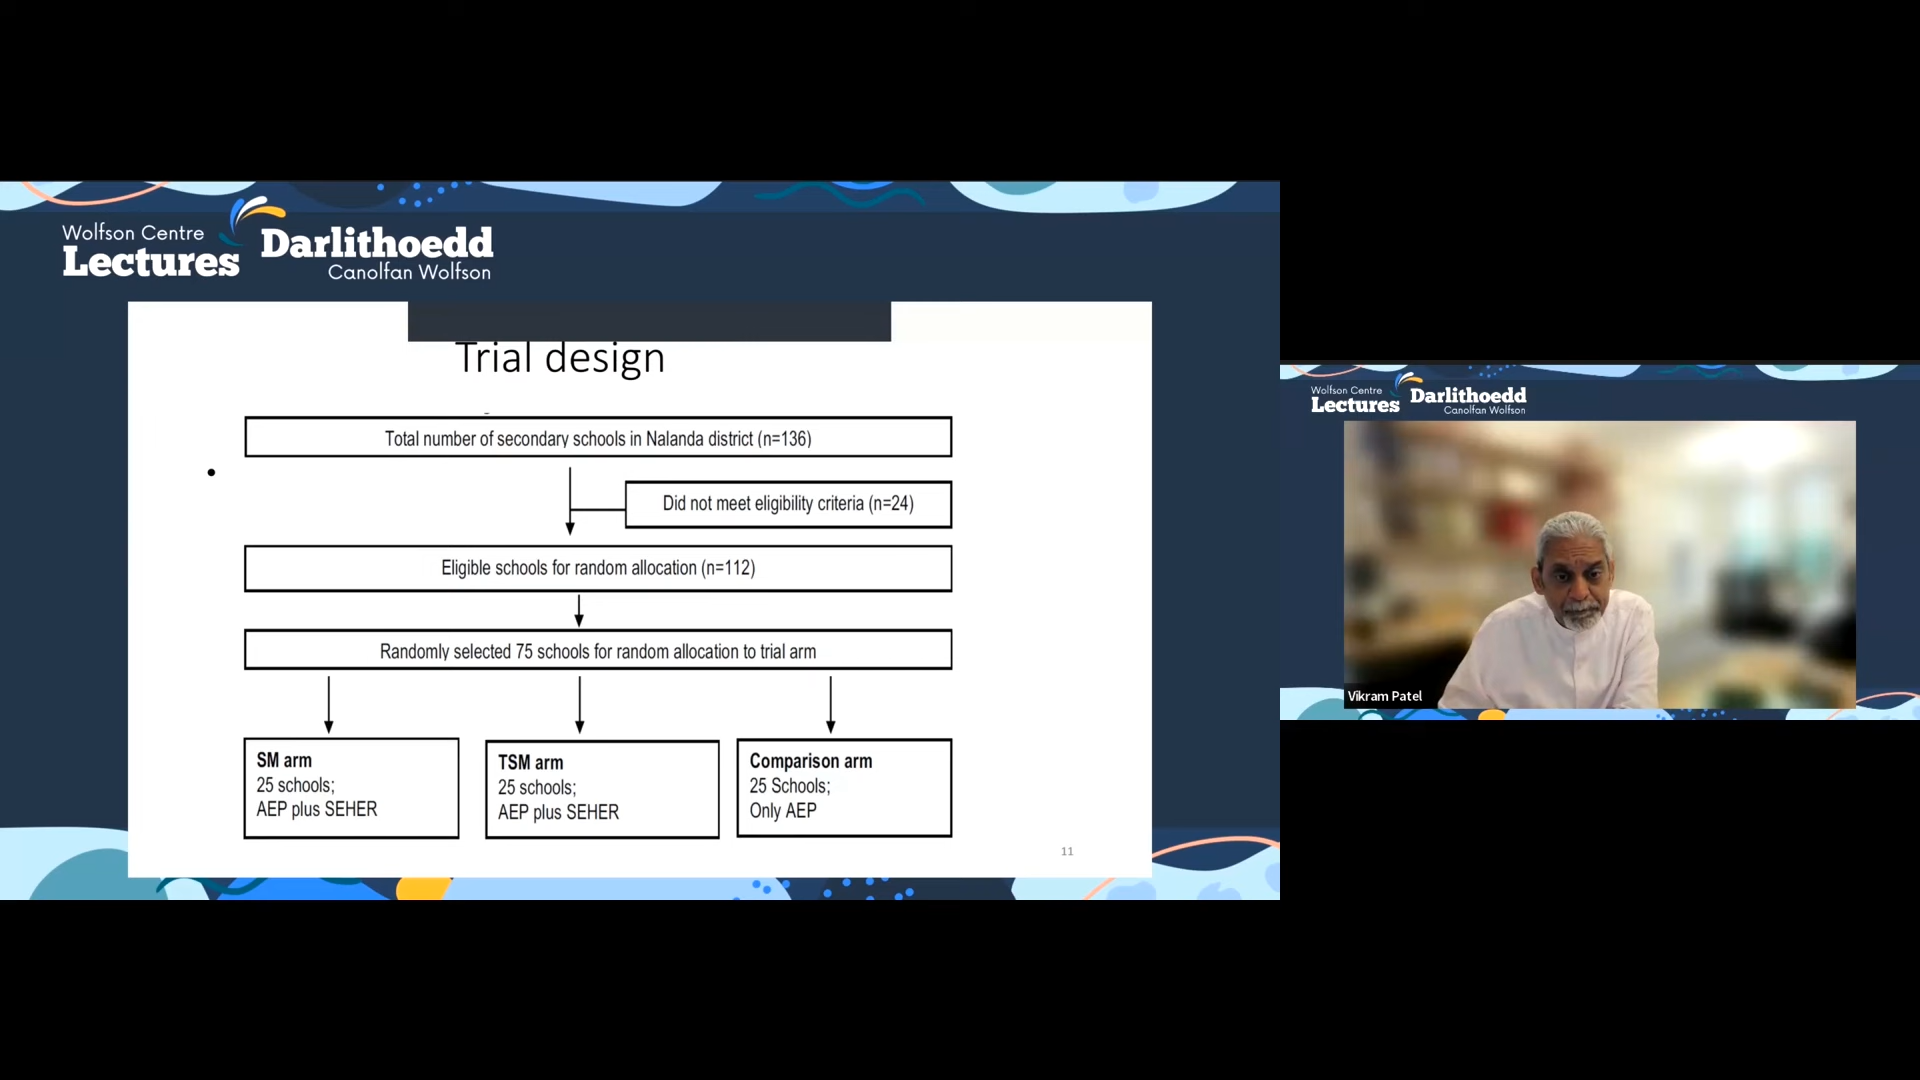 Wolfson Centre
Lectures
Darlithoedd
Canolfan Wolfson
Trial design
Total number of secondary schools in Nalanda district (n=136)
•
Did not meet eligibility criteria (n=24)
Eligible schools for random allocation (n=112)
Randomly selected 75 schools for random allocation to trial arm
SM arm
25 schools;
AEP plus SEHER
TSM arm
25 schools;
AEP plus SEHER
Comparison arm
25 Schools;
Only AEP
11
Wolfson Centre
Lectures
Darlithoedd
Canolfan Wolfson
Vikram Patel